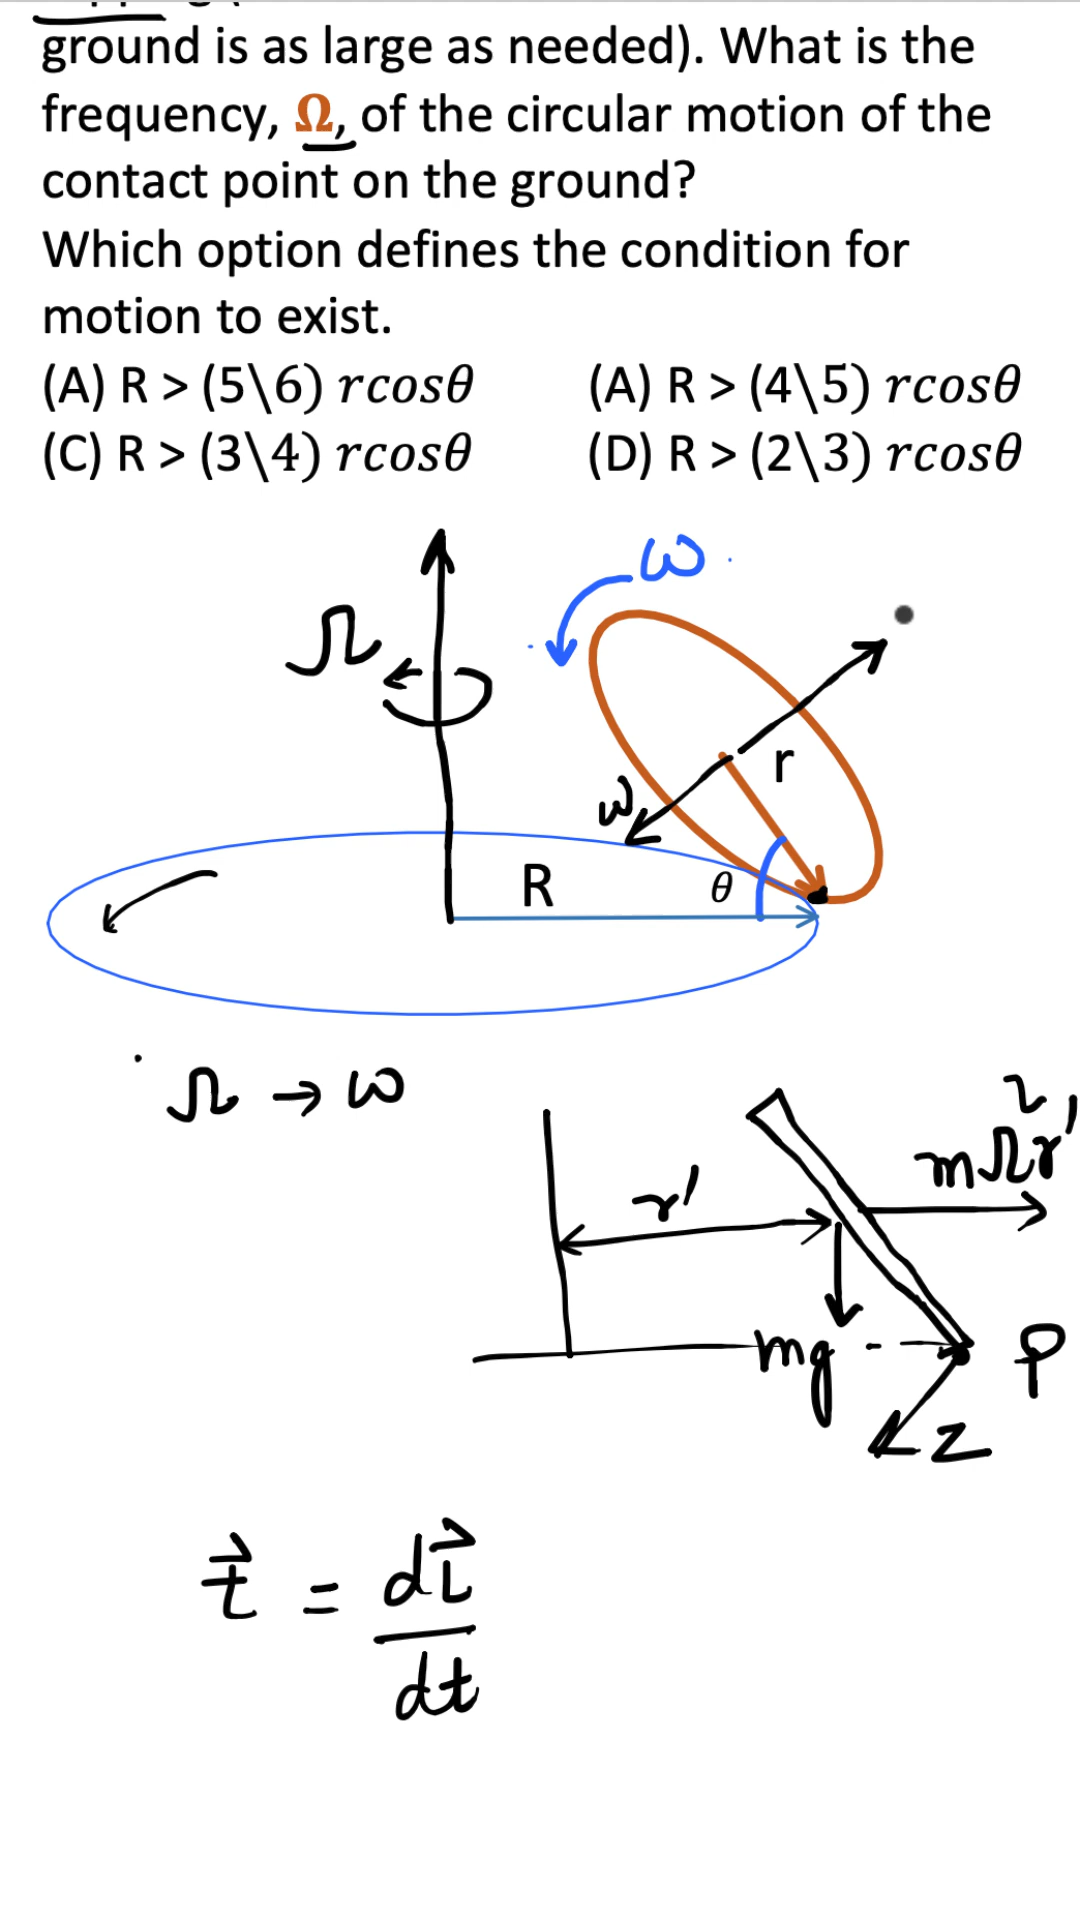 ground is as large as needed). What is the
frequency, Ω, of the circular motion of the
contact point on the ground?
Which option defines the condition for
motion to exist.
(A) R > (5\6) rcosθ (A) R > (4\5) rcosθ
(C) R > (3\4) rcosθ (D) R > (2\3) rcosθ
ω
Ω
r
ω
R
θ
Ω → ω
mΩ²r'
r'
mg
P
Z
τ = dL
dt